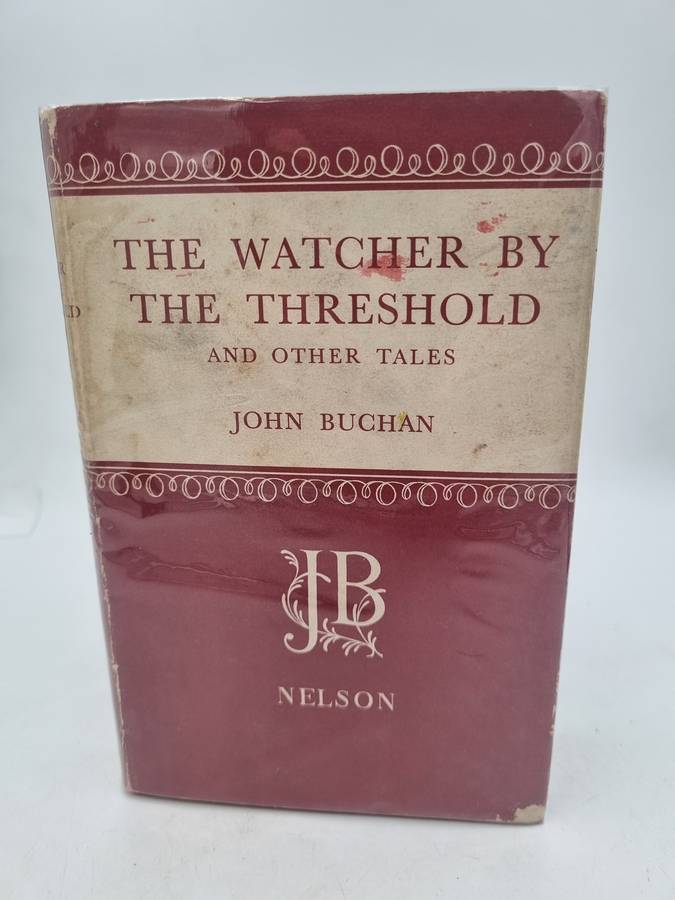 THE WATCHER BY
THE THRESHOLD
AND OTHER TALES
JOHN BUCHAN
JB
NELSON